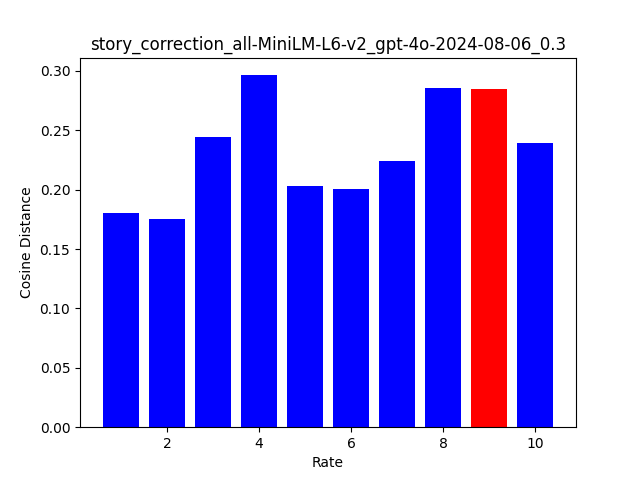 story_correction_all-MiniLM-L6-v2_gpt-4o-2024-08-06_0.3
0.30
0.25
0.20
0.15
0.10
0.05
0.00
Cosine Distance
2 4 6 8 10
Rate